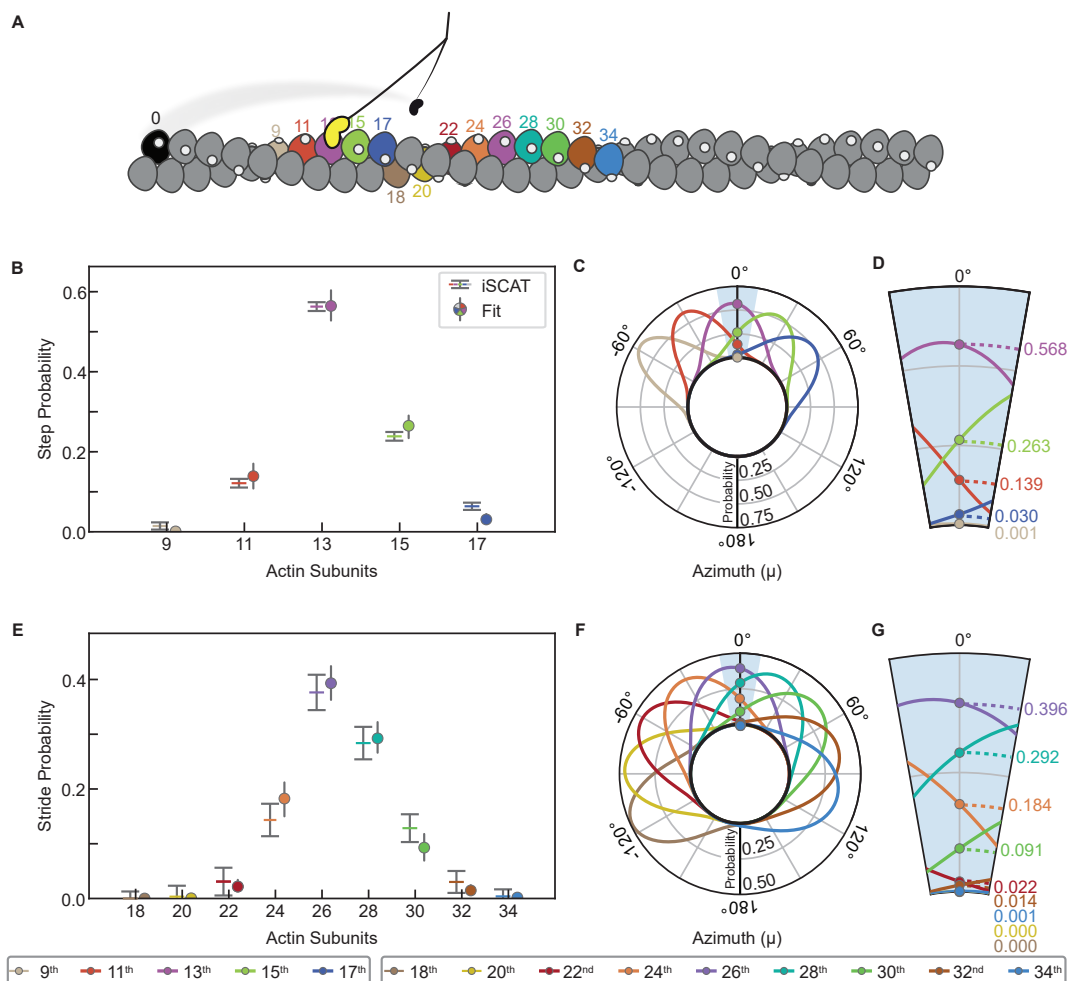 A
0
9 11 13 15 17 22 24 26 28 30 32 34
18 20
B
Step Probability
0.6
0.4
0.2
0.0
iSCAT
Fit
9 11 13 15 17
Actin Subunits
C
0°
-60° 60°
-120° 120°
180°
Probability
0.25
0.50
0.75
Azimuth (μ)
D
0°
0.568
0.263
0.139
0.030
0.001
E
Stride Probability
0.4
0.2
0.0
18 20 22 24 26 28 30 32 34
Actin Subunits
F
0°
-60° 60°
-120° 120°
180°
Probability
0.25
0.50
Azimuth (μ)
G
0°
0.396
0.292
0.184
0.091
0.022
0.014
0.001
0.000
0.000
9th 11th 13th 15th 17th 18th 20th 22nd 24th 26th 28th 30th 32nd 34th